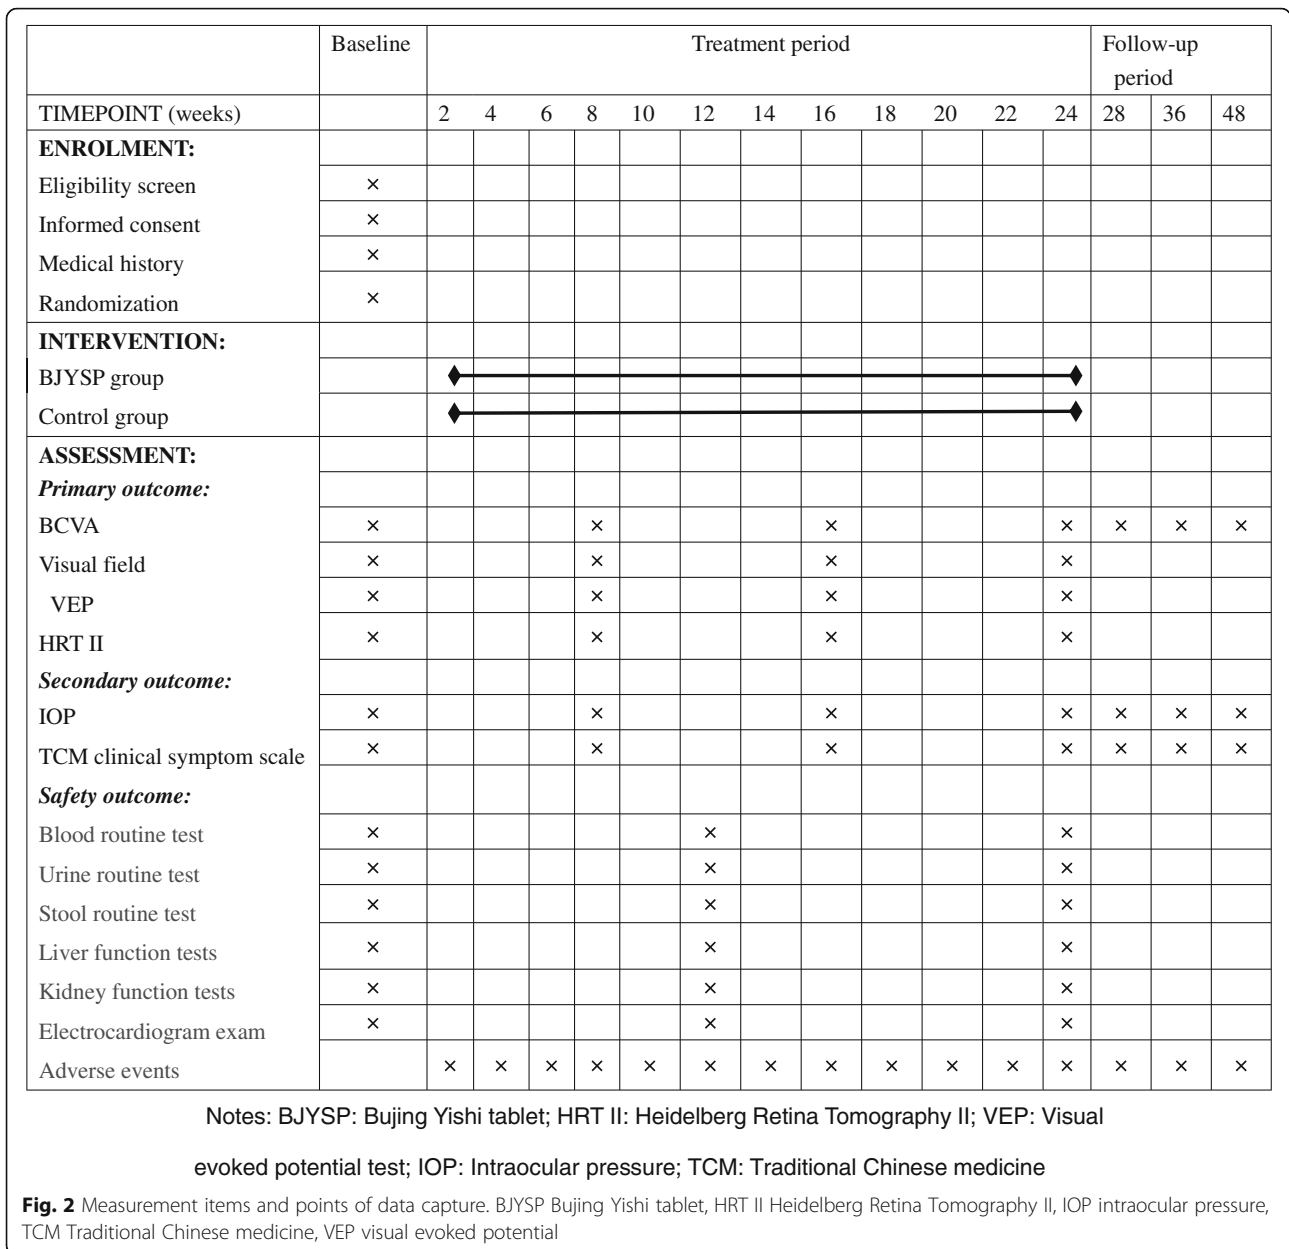 Baseline Treatment period Follow-up
period
TIMEPOINT (weeks) 2 4 6 8 10 12 14 16 18 20 22 24 28 36 48
ENROLMENT:
Eligibility screen ×
Informed consent ×
Medical history ×
Randomization ×
INTERVENTION:
BJYSP group
Control group
ASSESSMENT:
Primary outcome:
BCVA × × × × × × ×
Visual field × × × ×
VEP × × × ×
HRT II × × × ×
Secondary outcome:
IOP × × × × × × ×
TCM clinical symptom scale × × × × × × ×
Safety outcome:
Blood routine test × × ×
Urine routine test × × ×
Stool routine test × × ×
Liver function tests × × ×
Kidney function tests × × ×
Electrocardiogram exam × × ×
Adverse events × × × × × × × × × × × × × × ×
Notes: BJYSP: Bujing Yishi tablet; HRT II: Heidelberg Retina Tomography II; VEP: Visual
evoked potential test; IOP: Intraocular pressure; TCM: Traditional Chinese medicine
Fig. 2 Measurement items and points of data capture. BJYSP Bujing Yishi tablet, HRT II Heidelberg Retina Tomography II, IOP intraocular pressure,
TCM Traditional Chinese medicine, VEP visual evoked potential